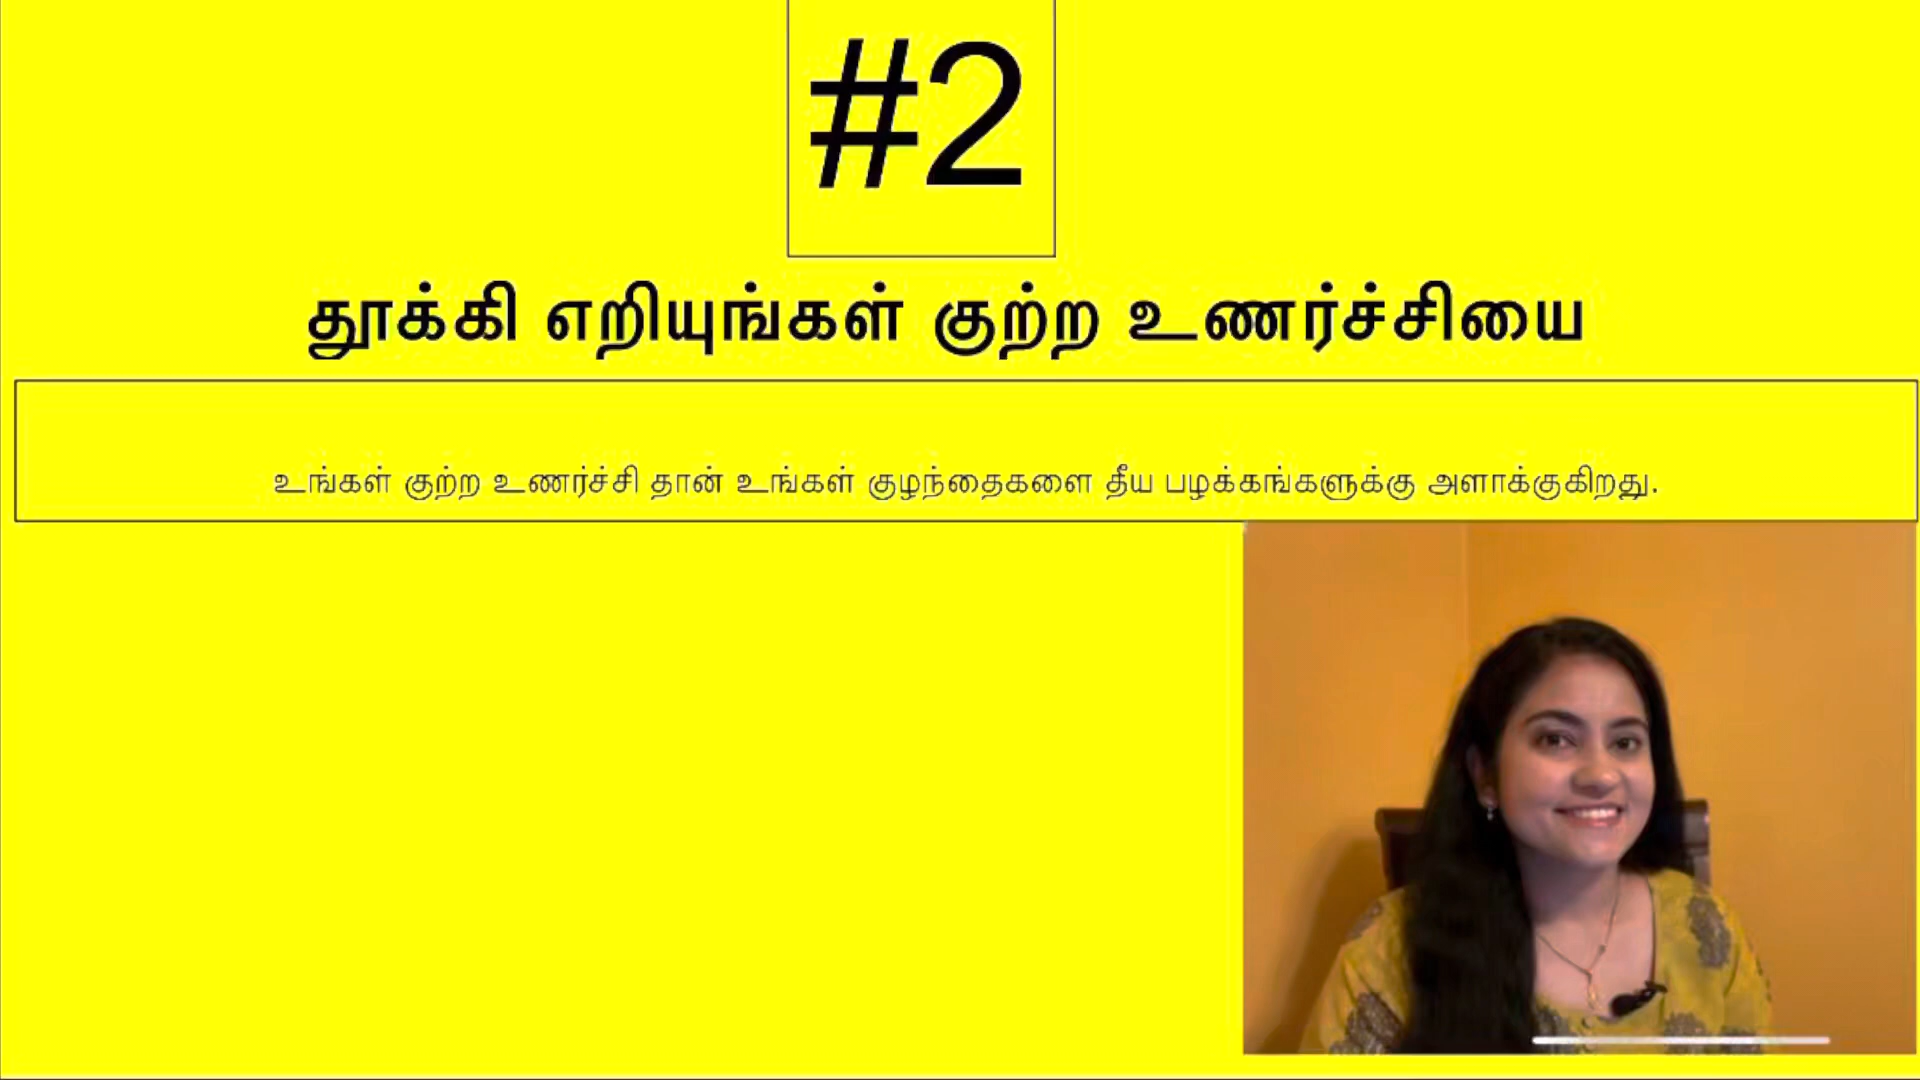 #2
தூக்கி எறியுங்கள் குற்ற உணர்ச்சியை
உங்கள் குற்ற உணர்ச்சி தான் உங்கள் குழந்தைகளை தீய பழக்கங்களுக்கு அளாக்குகிறது.